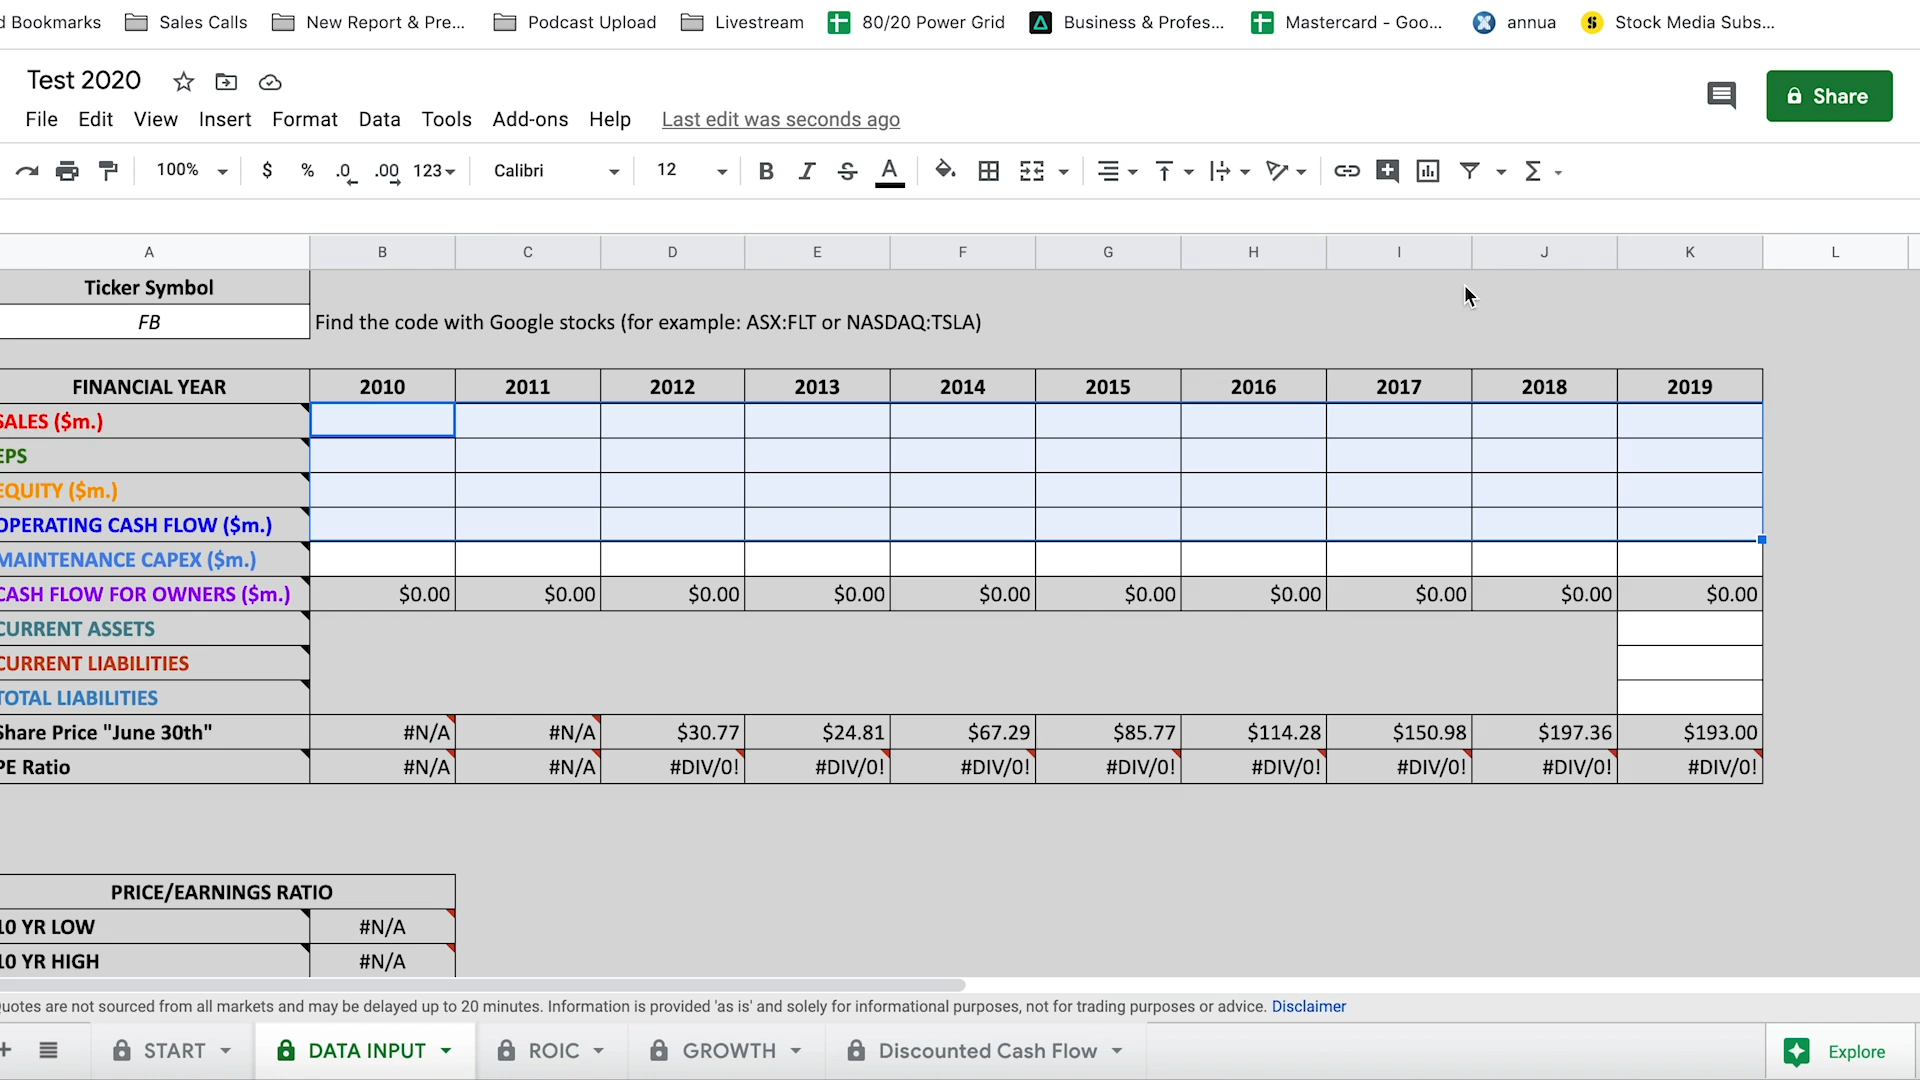 d Bookmarks Sales Calls New Report & Pre... Podcast Upload Livestream 80/20 Power Grid Business & Profes... Mastercard - Goo... annua Stock Media Subs...
Test 2020
Share
File Edit View Insert Format Data Tools Add-ons Help Last edit was seconds ago
100% $ % .0 .00 123 Calibri 12 B I S A Σ
A B C D E F G H I J K L
Ticker Symbol
FB Find the code with Google stocks (for example: ASX:FLT or NASDAQ:TSLA)
FINANCIAL YEAR 2010 2011 2012 2013 2014 2015 2016 2017 2018 2019
SALES ($m.)
EPS
EQUITY ($m.)
OPERATING CASH FLOW ($m.)
MAINTENANCE CAPEX ($m.)
CASH FLOW FOR OWNERS ($m.) $0.00 $0.00 $0.00 $0.00 $0.00 $0.00 $0.00 $0.00 $0.00 $0.00
CURRENT ASSETS
CURRENT LIABILITIES
TOTAL LIABILITIES
Share Price "June 30th" #N/A #N/A $30.77 $24.81 $67.29 $85.77 $114.28 $150.98 $197.36 $193.00
PE Ratio #N/A #N/A #DIV/0! #DIV/0! #DIV/0! #DIV/0! #DIV/0! #DIV/0! #DIV/0! #DIV/0!
PRICE/EARNINGS RATIO
10 YR LOW #N/A
10 YR HIGH #N/A
uotes are not sourced from all markets and may be delayed up to 20 minutes. Information is provided 'as is' and solely for informational purposes, not for trading purposes or advice. Disclaimer
START DATA INPUT ROIC GROWTH Discounted Cash Flow Explore